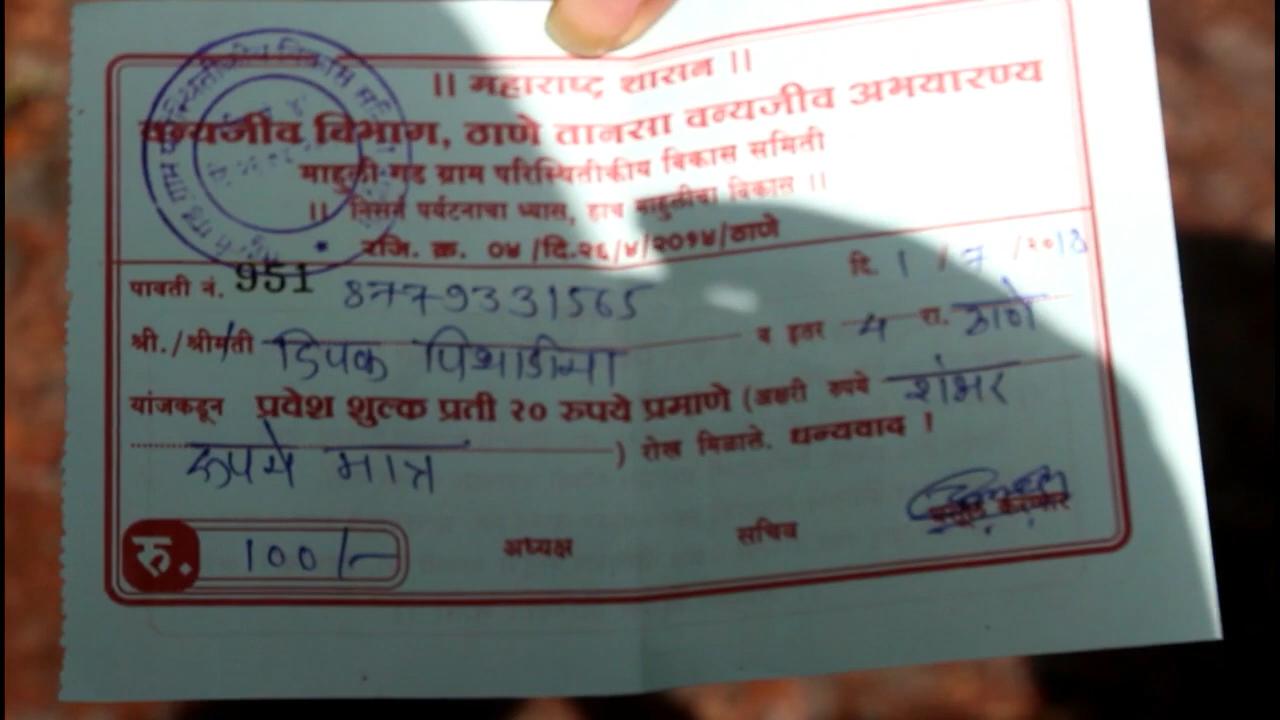 || महाराष्ट्र शासन ||
वन्यजीव विभाग, ठाणे तानसा वन्यजीव अभयारण्य
माहुली गड ग्राम परिस्थितीकीय विकास समिती
|| निसर्ग पर्यटनाचा ध्यास, हाच माहुलीचा विकास ||
रजि. क्र. ०४/दि.२६/४/२०१४/ठाणे
पावती नं. 951 8779331565 दि. 1/7/२०18
श्री./श्रीमती दिपक व इतर 4 रा. ठाणे
यांजकडून प्रवेश शुल्क प्रती २० रुपये प्रमाणे (अक्षरी रुपये शंभर
रूपये मात्र) रोख मिळाले. धन्यवाद !
रु. 100/- अध्यक्ष सचिव